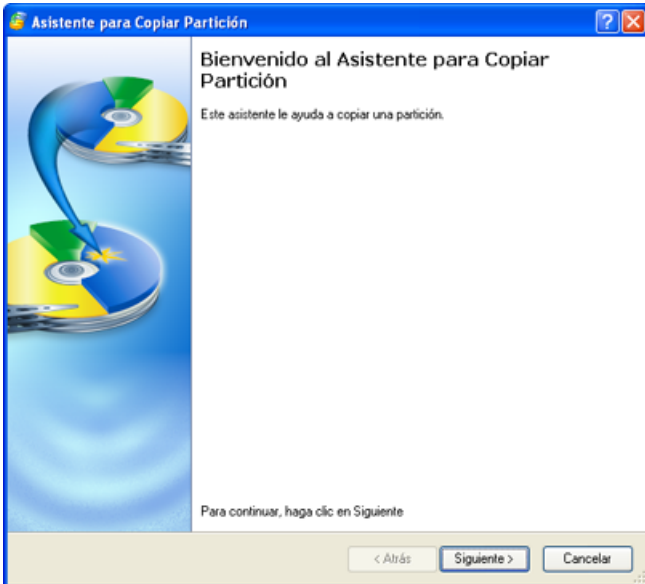 Asistente para Copiar Partición
Bienvenido al Asistente para Copiar
Partición
Este asistente le ayuda a copiar una partición.
Para continuar, haga clic en Siguiente
< Atrás
Siguiente >
Cancelar